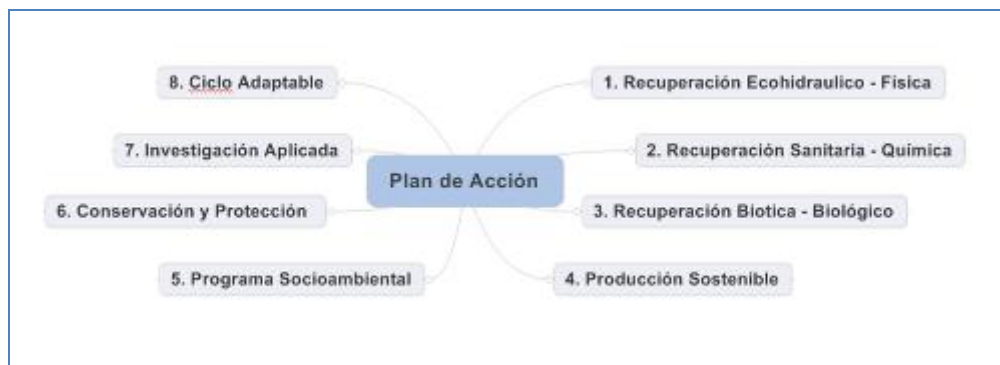 8. Ciclo Adaptable
1. Recuperación Ecohidraulico - Física
7. Investigación Aplicada
2. Recuperación Sanitaria - Química
Plan de Acción
6. Conservación y Protección
3. Recuperación Biotica - Biológico
5. Programa Socioambiental
4. Producción Sostenible